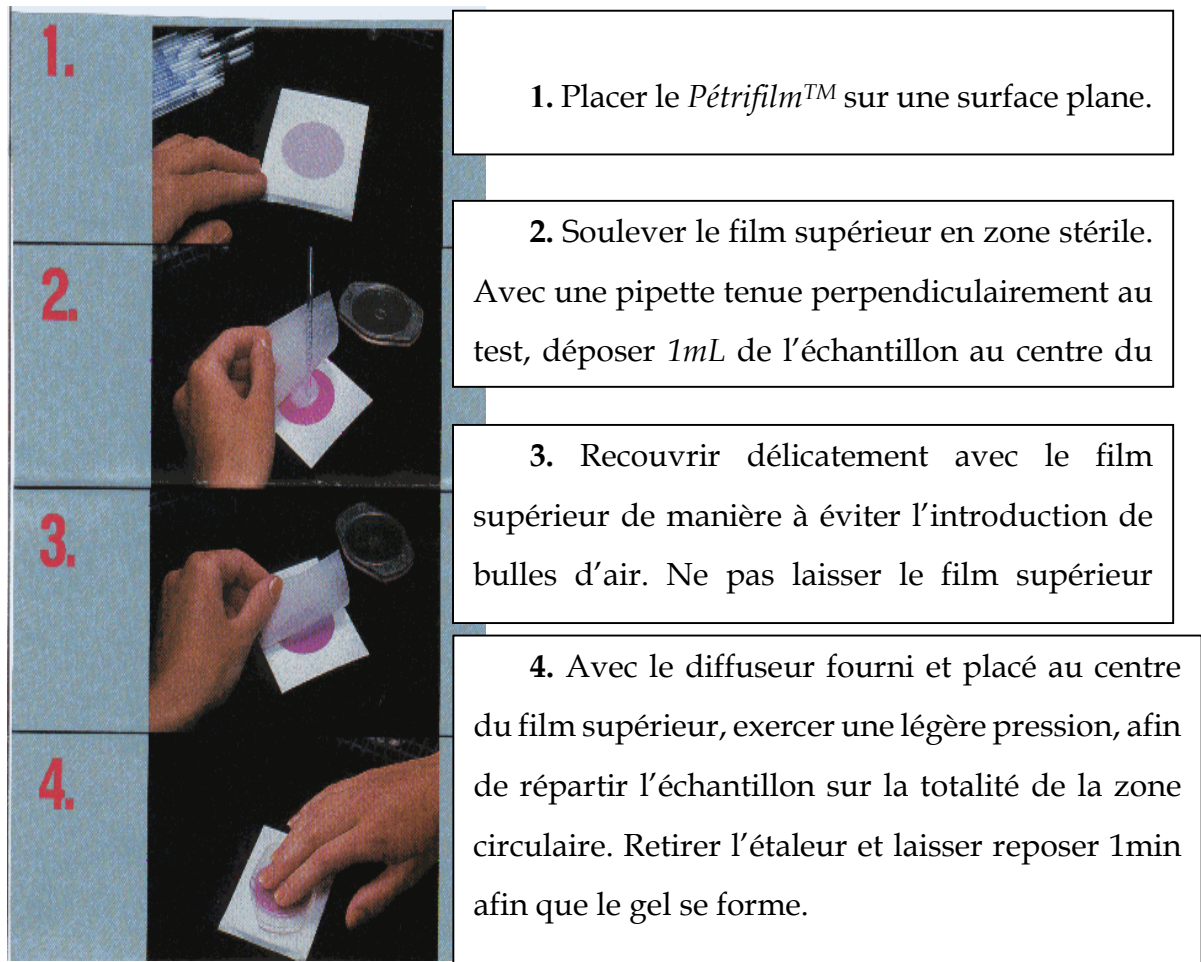 1.
1. Placer le Pétrifilm™ sur une surface plane.
2.
2. Soulever le film supérieur en zone stérile.
Avec une pipette tenue perpendiculairement au
test, déposer 1mL de l’échantillon au centre du
3.
3. Recouvrir délicatement avec le film
supérieur de manière à éviter l’introduction de
bulles d’air. Ne pas laisser le film supérieur
4.
4. Avec le diffuseur fourni et placé au centre
du film supérieur, exercer une légère pression, afin
de répartir l’échantillon sur la totalité de la zone
circulaire. Retirer l’étaleur et laisser reposer 1min
afin que le gel se forme.